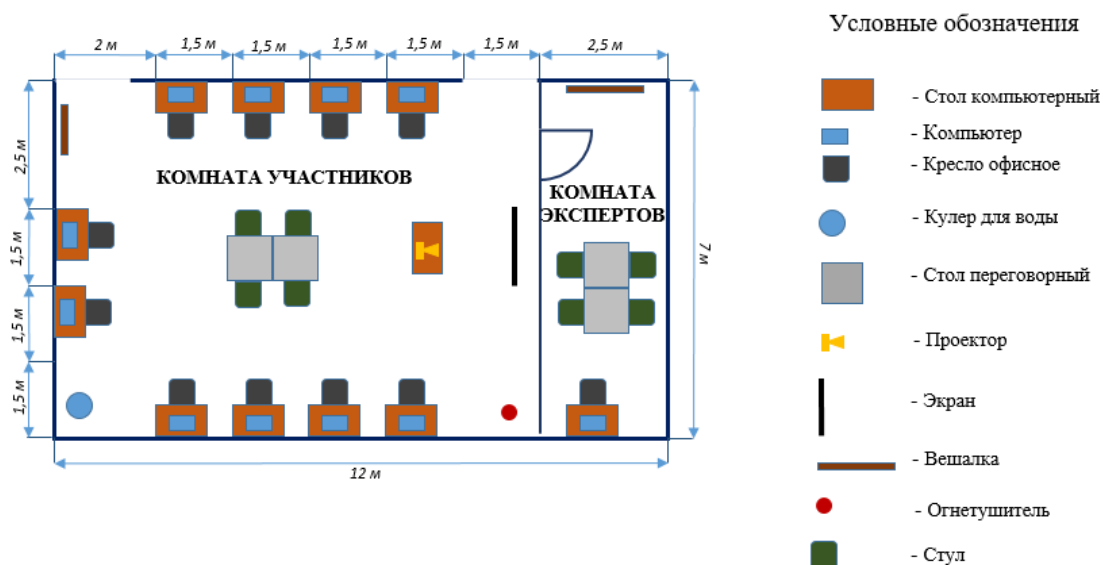 Условные обозначения
2 м
1,5 м
1,5 м
1,5 м
1,5 м
1,5 м
2,5 м
2,5 м
1,5 м
1,5 м
1,5 м
КОМНАТА УЧАСТНИКОВ
КОМНАТА
ЭКСПЕРТОВ
7 м
12 м
- Стол компьютерный
- Компьютер
- Кресло офисное
- Кулер для воды
- Стол переговорный
- Проектор
- Экран
- Вешалка
- Огнетушитель
- Стул